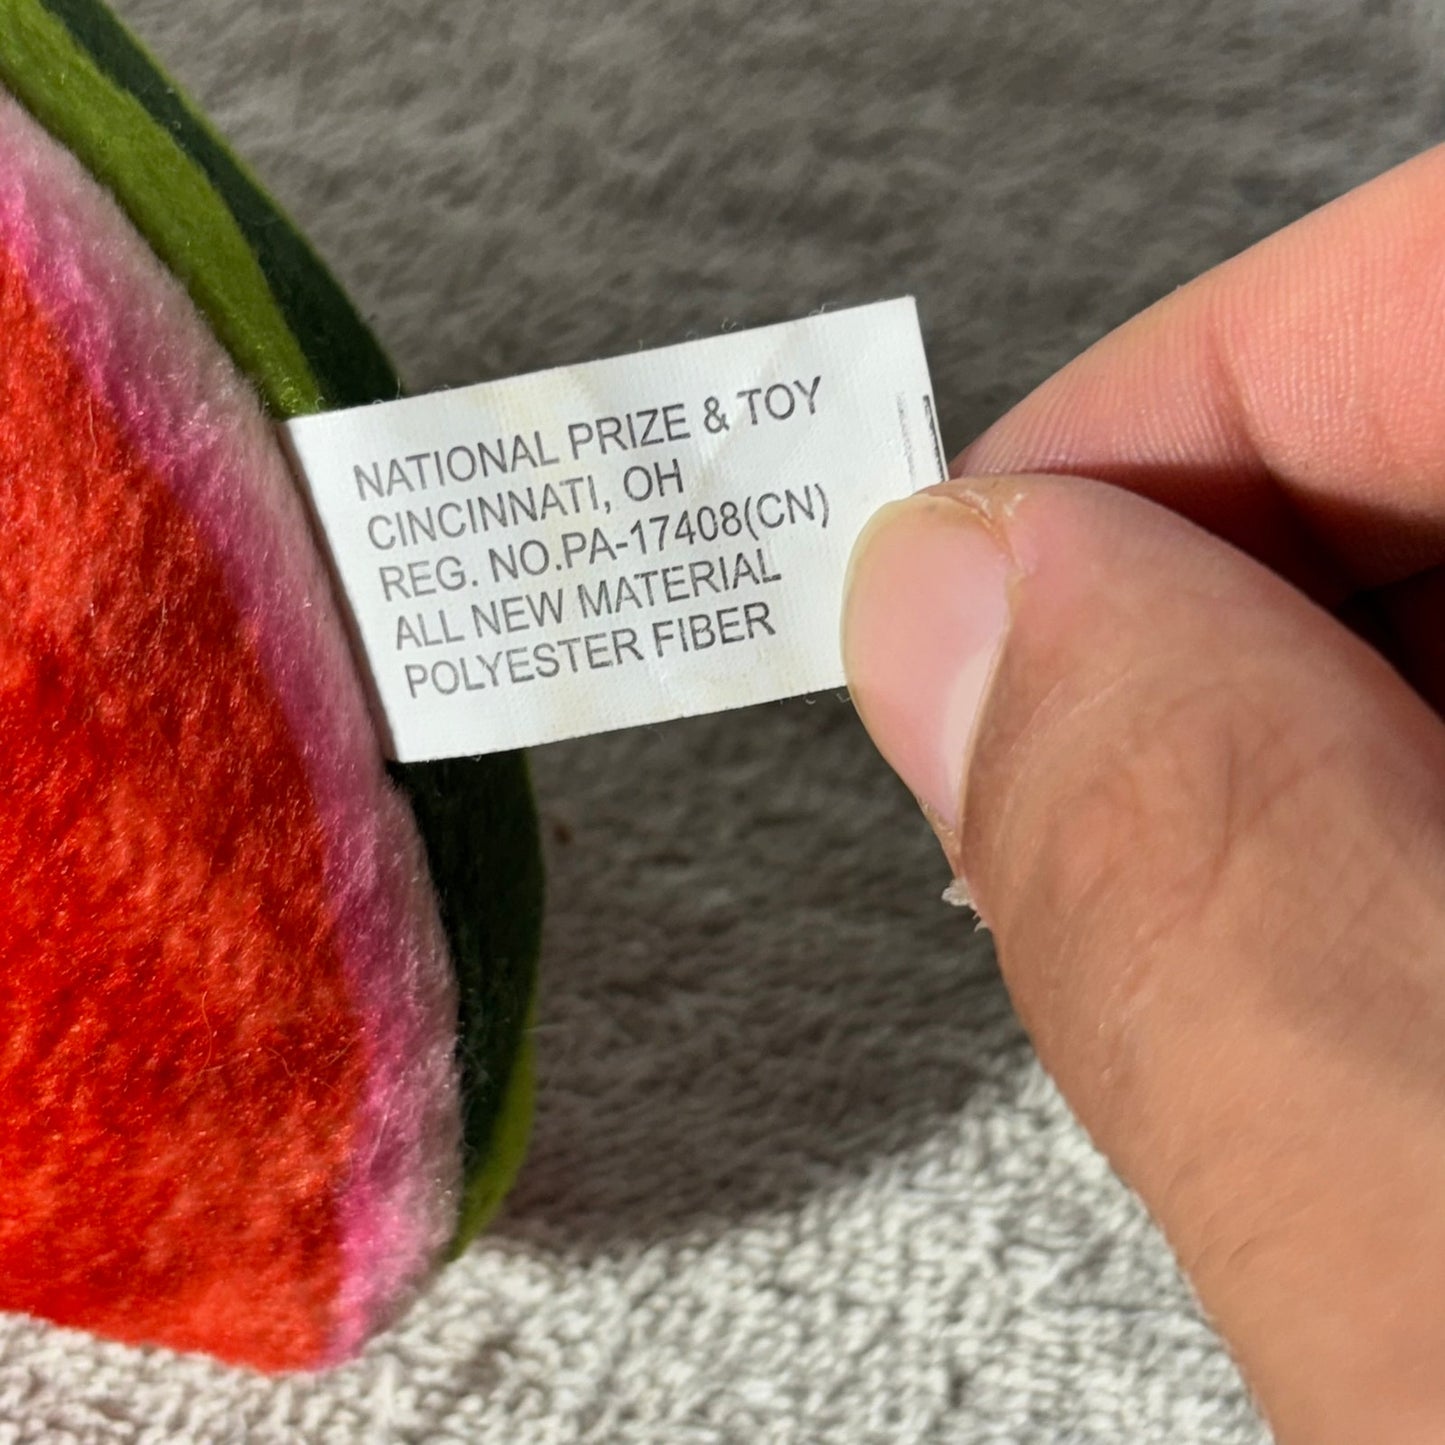 NATIONAL PRIZE & TOY
CINCINNATI, OH
REG. NO.PA-17408(CN)
ALL NEW MATERIAL
POLYESTER FIBER